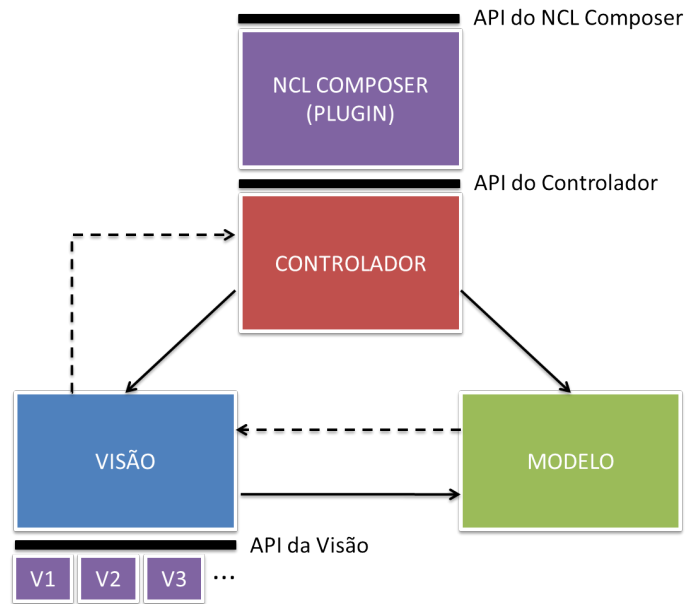 API do NCL Composer
NCL COMPOSER
(PLUGIN)
API do Controlador
CONTROLADOR
VISÃO
MODELO
API da Visão
V1 V2 V3 ...